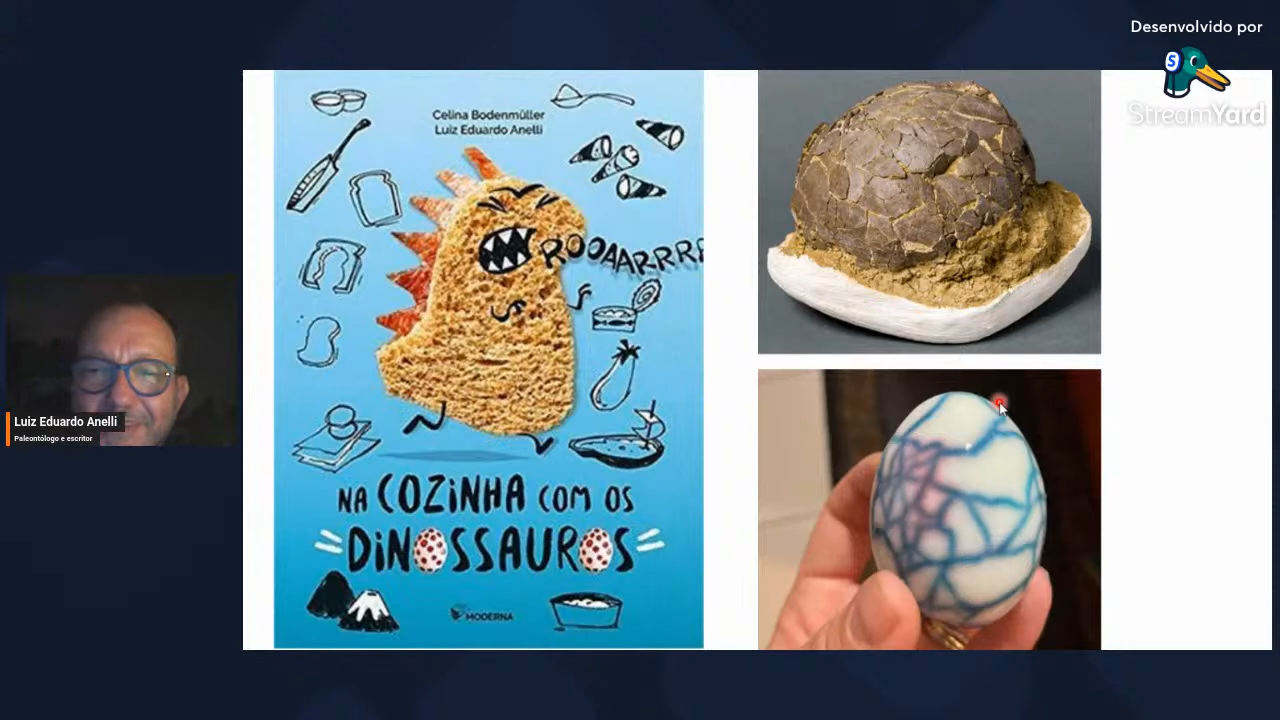 Desenvolvido por
S
StreamYard
Celina Bodenmüller
Luiz Eduardo Anelli
ROOAARRRR
NA COZINHA COM OS
DINOSSAUROS
MODERNA
Luiz Eduardo Anelli
Paleontólogo e escritor